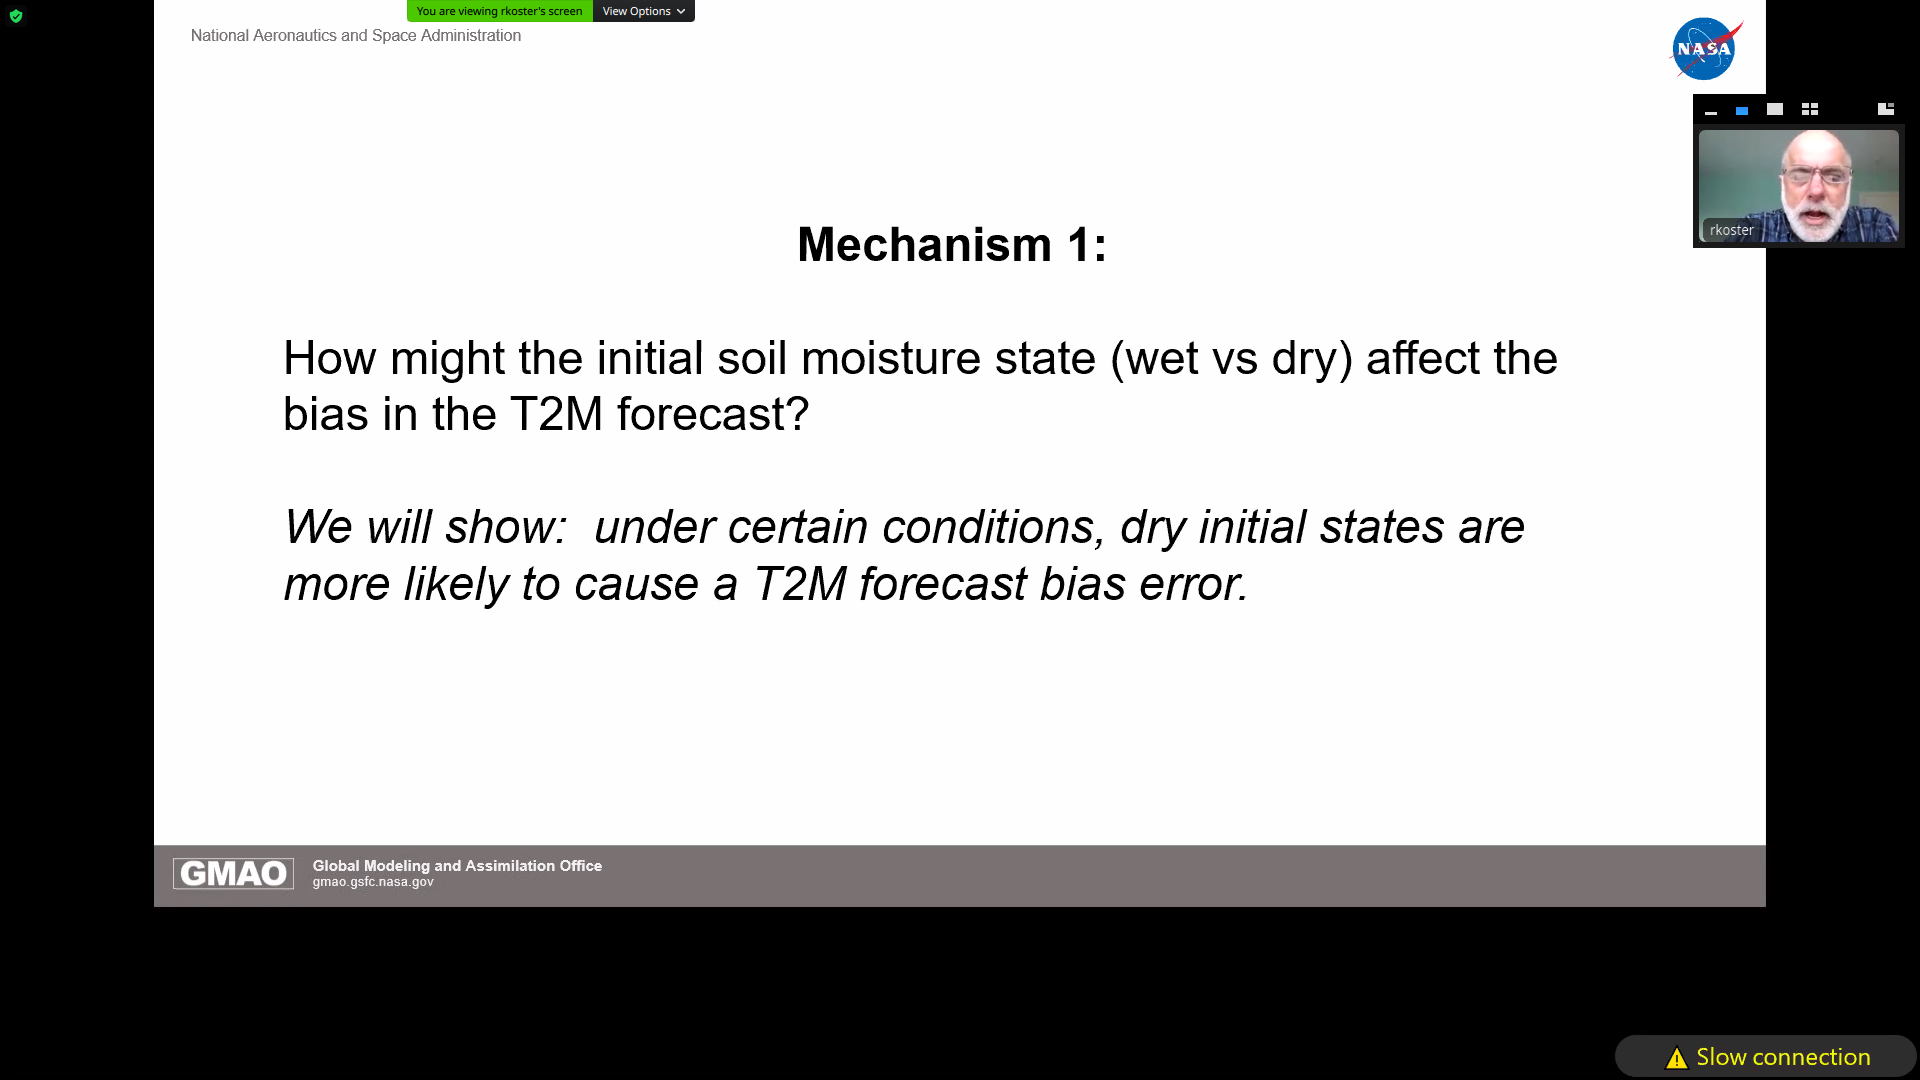 You are viewing rkoster's screen
View Options
National Aeronautics and Space Administration
NASA
rkoster
Mechanism 1:
How might the initial soil moisture state (wet vs dry) affect the
bias in the T2M forecast?
We will show:  under certain conditions, dry initial states are
more likely to cause a T2M forecast bias error.
GMAO
Global Modeling and Assimilation Office
gmao.gsfc.nasa.gov
Slow connection